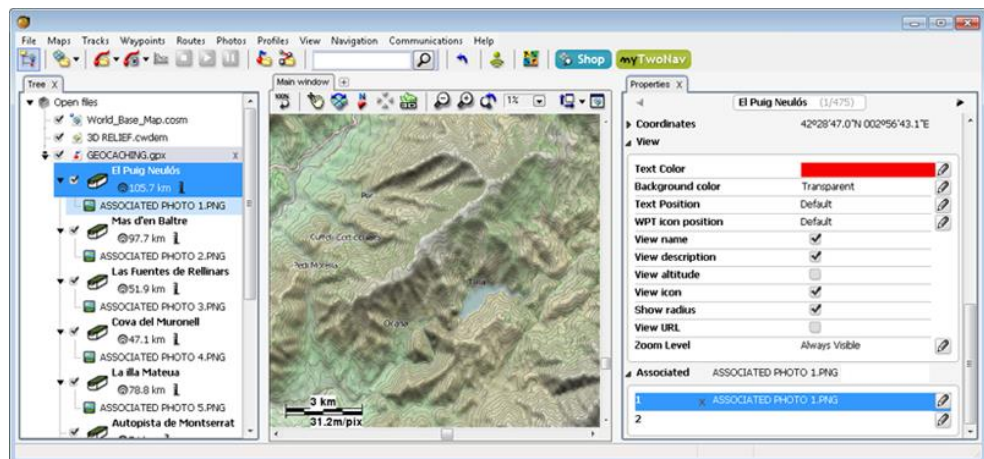 File Maps Tracks Waypoints Routes Photos Profiles View Navigation Communications Help
Shop
myTwoNav
Tree X
Open files
World_Base_Map.cosm
3D RELIEF.cwdem
GEOCACHING.gpx x
El Puig Neulós
105.7 km
ASSOCIATED PHOTO 1.PNG
Mas d'en Baltre
97.7 km
ASSOCIATED PHOTO 2.PNG
Las Fuentes de Rellinars
51.9 km
ASSOCIATED PHOTO 3.PNG
Cova del Muronell
47.1 km
ASSOCIATED PHOTO 4.PNG
La illa Mateua
78.8 km
ASSOCIATED PHOTO 5.PNG
Autopista de Montserrat
Main window
100%
1%
3 km
31.2m/pix
Properties X
El Puig Neulós (1/475)
Coordinates 42º28'47.0"N 002º56'43.1"E
View
Text Color
Background color Transparent
Text Position Default
WPT icon position Default
View name
View description
View altitude
View icon
Show radius
View URL
Zoom Level Always Visible
Associated ASSOCIATED PHOTO 1.PNG
1 x ASSOCIATED PHOTO 1.PNG
2